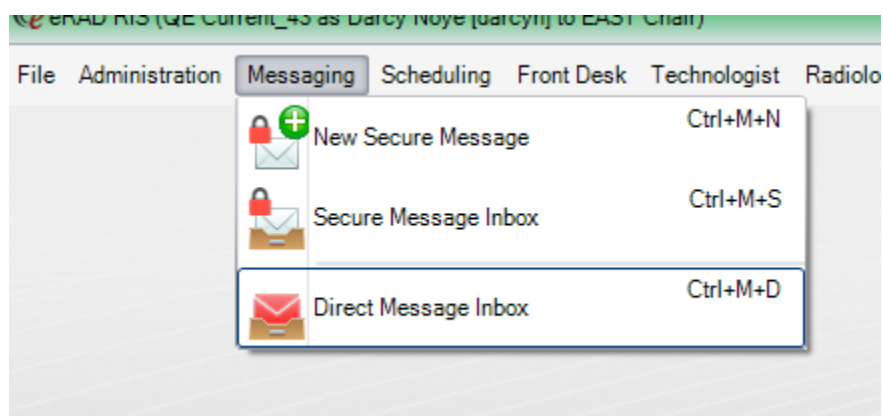 eRAD RIS (QE Current_43 as Darcy Noye [darcyn] to EAST Chair)
File Administration Messaging Scheduling Front Desk Technologist Radiolo
New Secure Message Ctrl+M+N
Secure Message Inbox Ctrl+M+S
Direct Message Inbox Ctrl+M+D